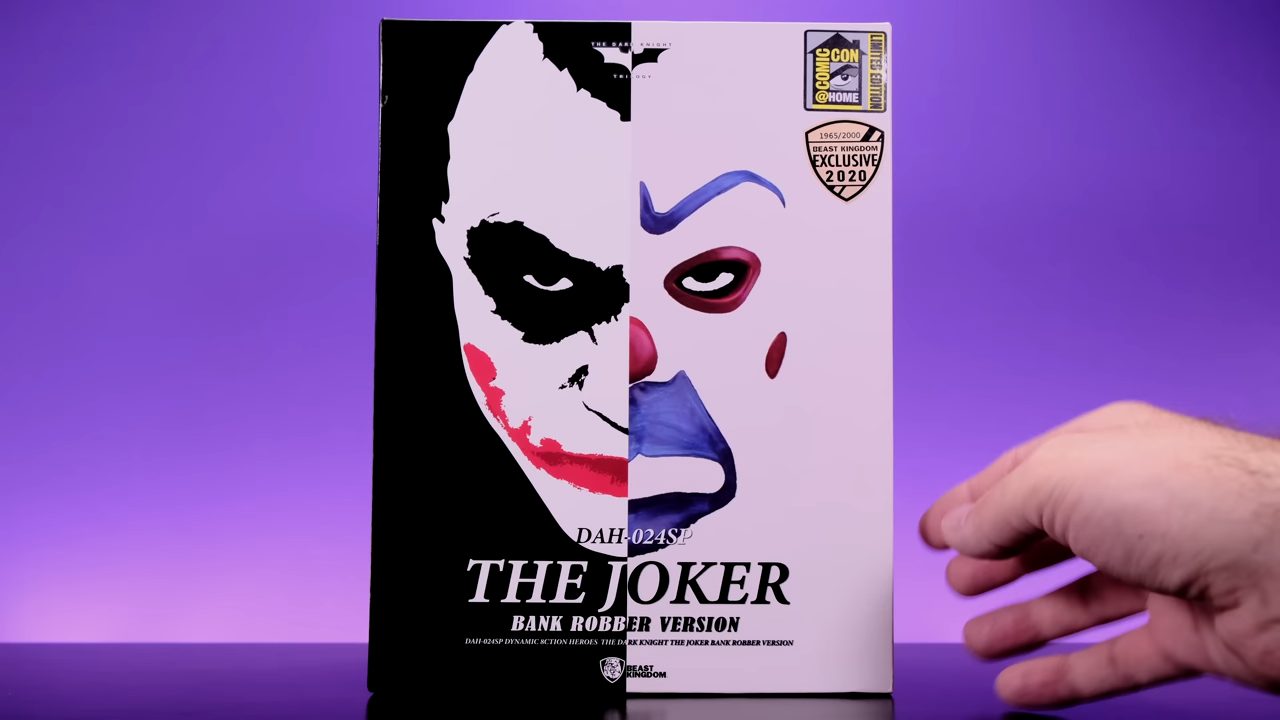 THE DARK KNIGHT
TRILOGY
@COMIC CON
HOME
LIMITED EDITION
1965/2000
BEAST KINGDOM
EXCLUSIVE
2020
DAH-024SP
THE JOKER
BANK ROBBER VERSION
DAH-024SP DYNAMIC 8CTION HEROES THE DARK KNIGHT THE JOKER BANK ROBBER VERSION
BEAST
KINGDOM